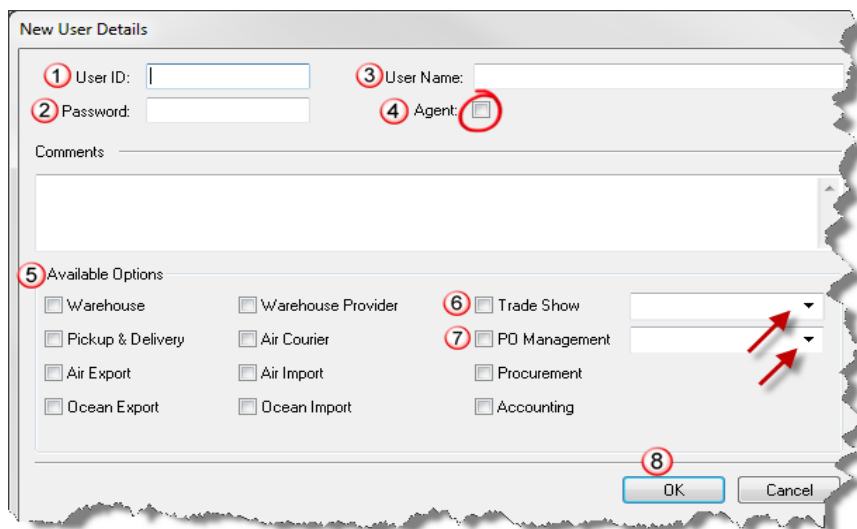 New User Details
1 User ID: 3 User Name:
2 Password: 4 Agent:
Comments
5 Available Options
Warehouse Warehouse Provider 6 Trade Show
Pickup & Delivery Air Courier 7 PO Management
Air Export Air Import Procurement
Ocean Export Ocean Import Accounting
8
OK Cancel